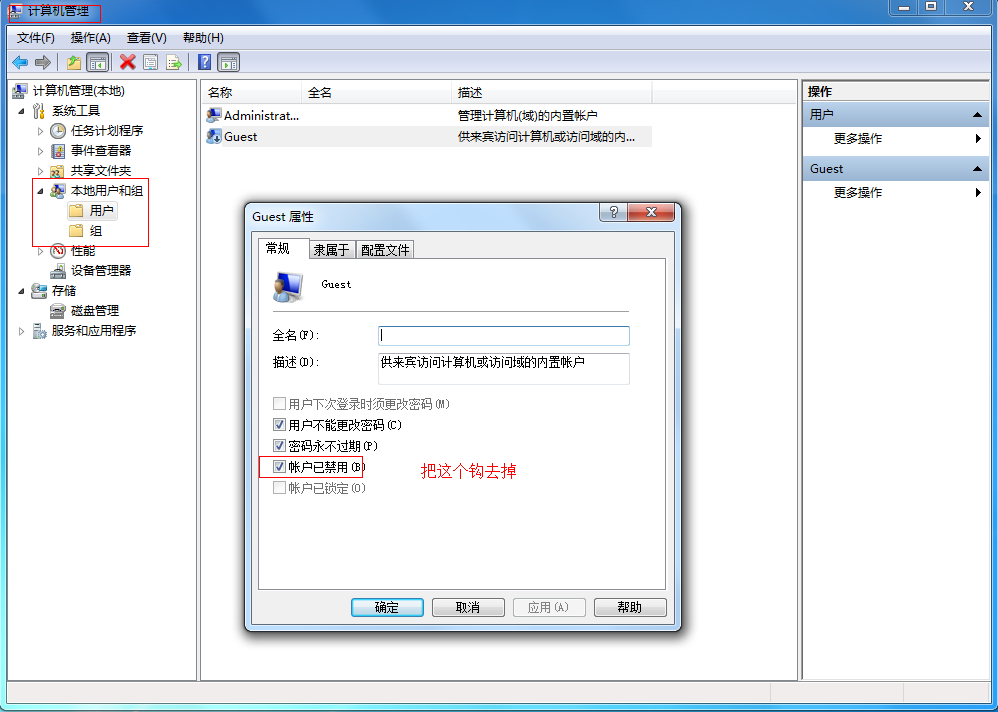 计算机管理
文件(F) 操作(A) 查看(V) 帮助(H)
计算机管理(本地)
系统工具
任务计划程序
事件查看器
共享文件夹
本地用户和组
用户
组
性能
设备管理器
存储
磁盘管理
服务和应用程序
名称 全名 描述
Administrat... 管理计算机(域)的内置帐户
Guest 供来宾访问计算机或访问域的内...
操作
用户
更多操作
Guest
更多操作
Guest 属性
常规 隶属于 配置文件
Guest
全名(F):
描述(D): 供来宾访问计算机或访问域的内置帐户
用户下次登录时须更改密码(M)
用户不能更改密码(C)
密码永不过期(P)
帐户已禁用(B) 把这个钩去掉
帐户已锁定(O)
确定 取消 应用(A) 帮助